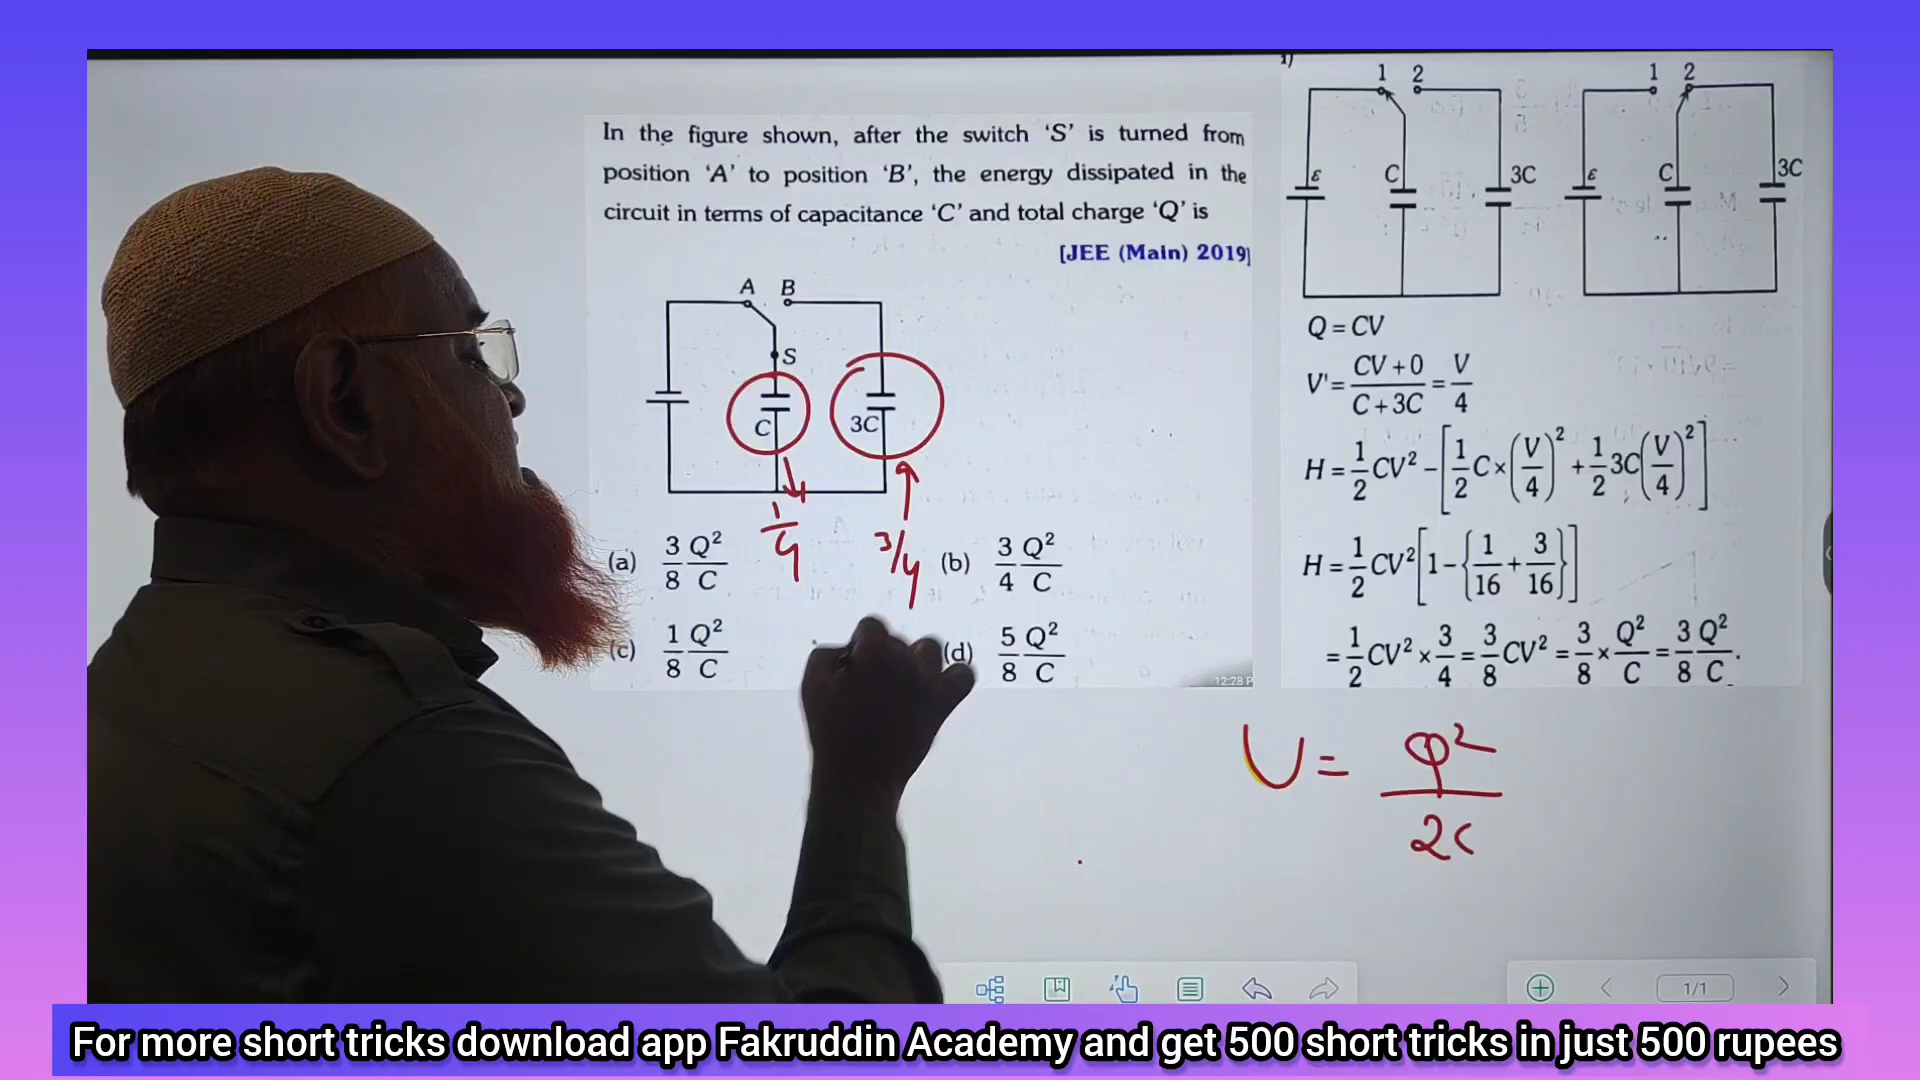 In the figure shown, after the switch ‘S’ is turned from
position ‘A’ to position ‘B’, the energy dissipated in the
circuit in terms of capacitance ‘C’ and total charge ‘Q’ is
[JEE (Main) 2019]
A B
S
C 3C
1/4 3/4
(a) 3/8 Q²/C (b) 3/4 Q²/C
(c) 1/8 Q²/C (d) 5/8 Q²/C
12:28 P
1)
1 2 1 2
ε C 3C ε C 3C
Q = CV
V' = CV + 0 / C + 3C = V/4
H = 1/2 CV² − [1/2 C × (V/4)² + 1/2 3C (V/4)²]
H = 1/2 CV² [1 − {1/16 + 3/16}]
= 1/2 CV² × 3/4 = 3/8 CV² = 3/8 × Q²/C = 3/8 Q²/C.
U = Q²/2C
1/1
For more short tricks download app Fakruddin Academy and get 500 short tricks in just 500 rupees